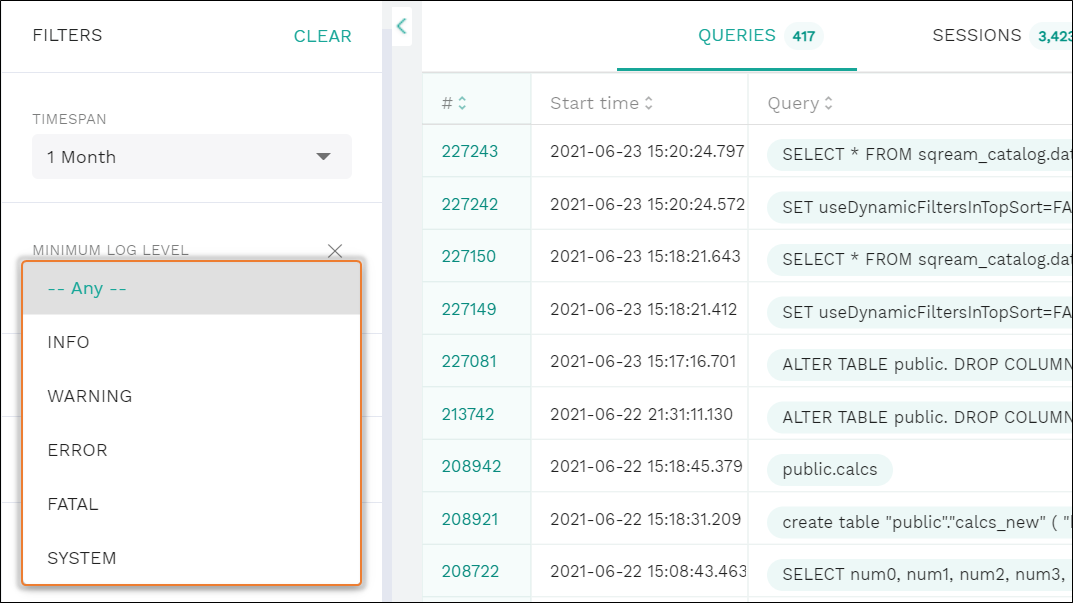 FILTERS
CLEAR
TIMESPAN
1 Month
MINIMUM LOG LEVEL
-- Any --
INFO
WARNING
ERROR
FATAL
SYSTEM
QUERIES 417 SESSIONS 3,423
# Start time Query
227243 2021-06-23 15:20:24.797 SELECT * FROM sqream_catalog.dat
227242 2021-06-23 15:20:24.572 SET useDynamicFiltersInTopSort=FA
227150 2021-06-23 15:18:21.643 SELECT * FROM sqream_catalog.dat
227149 2021-06-23 15:18:21.412 SET useDynamicFiltersInTopSort=FA
227081 2021-06-23 15:17:16.701 ALTER TABLE public. DROP COLUMN
213742 2021-06-22 21:31:11.130 ALTER TABLE public. DROP COLUMN
208942 2021-06-22 15:18:45.379 public.calcs
208921 2021-06-22 15:18:31.209 create table "public"."calcs_new" ( "
208722 2021-06-22 15:08:43.463 SELECT num0, num1, num2, num3,